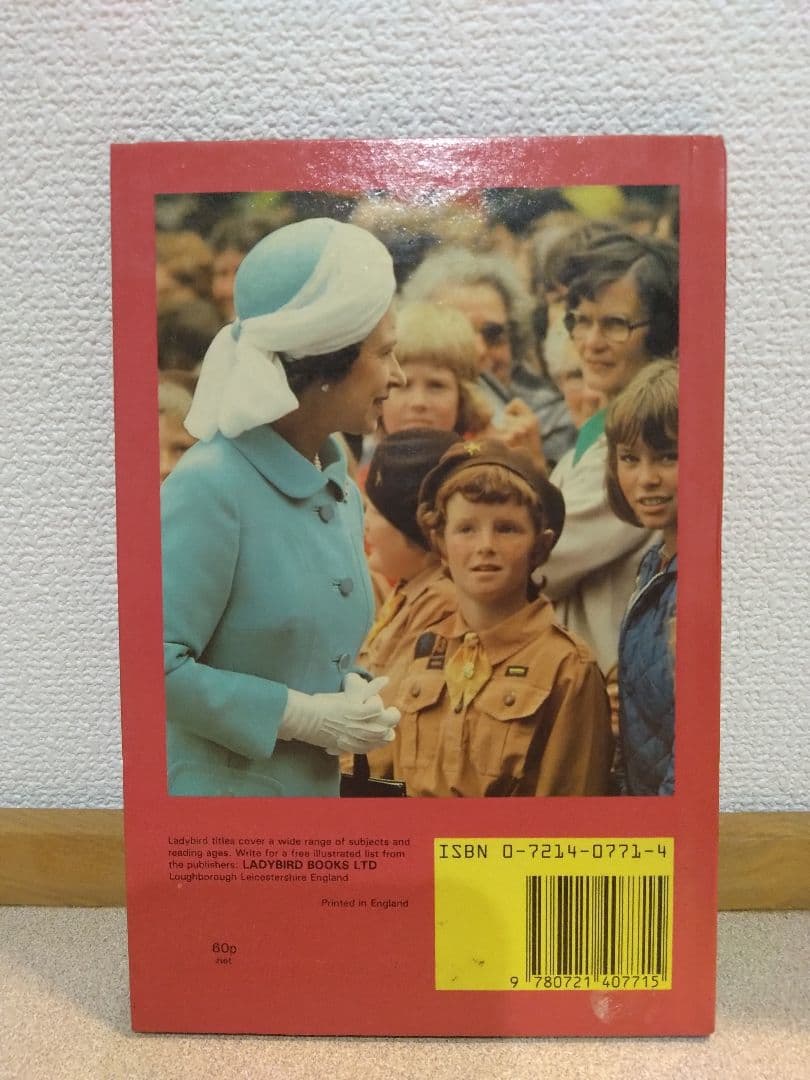 Ladybird titles cover a wide range of subjects and
reading ages. Write for a free illustrated list from
the publishers: LADYBIRD BOOKS LTD
Loughborough Leicestershire England
Printed in England
60p
net
ISBN 0-7214-0771-4
9 780721 407715